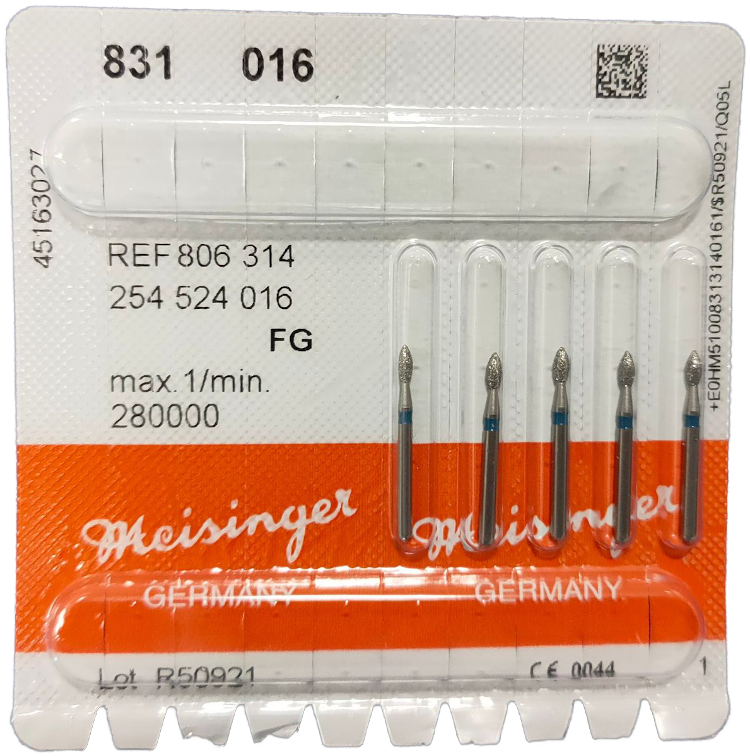 831 016
45163027
REF 806 314
254 524 016
FG
max. 1/min.
280000
+E0HM51008313140161/$R50921/Q05L
Meisinger Meisinger
GERMANY GERMANY
Lot R50921 CE 0044 1